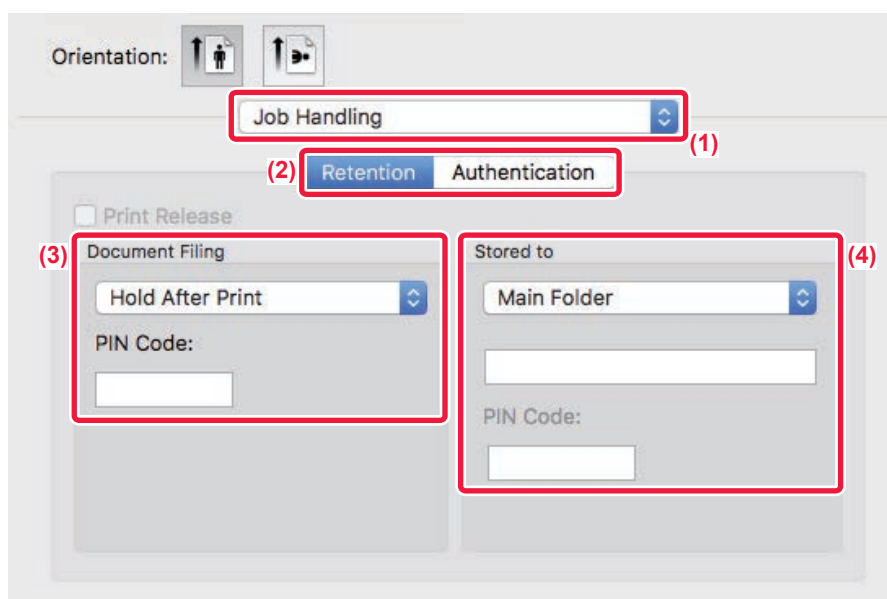 Orientation:
Job Handling
(1)
(2)
Retention Authentication
Print Release
(3)
Document Filing
Stored to
(4)
Hold After Print
Main Folder
PIN Code:
PIN Code: